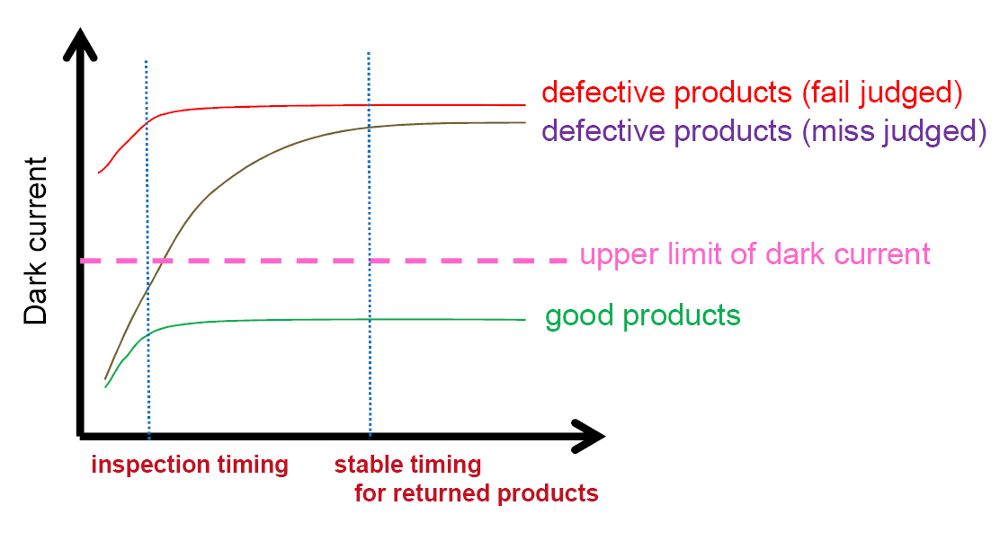 defective products (fail judged)
defective products (miss judged)
Dark current
upper limit of dark current
good products
inspection timing
stable timing
for returned products